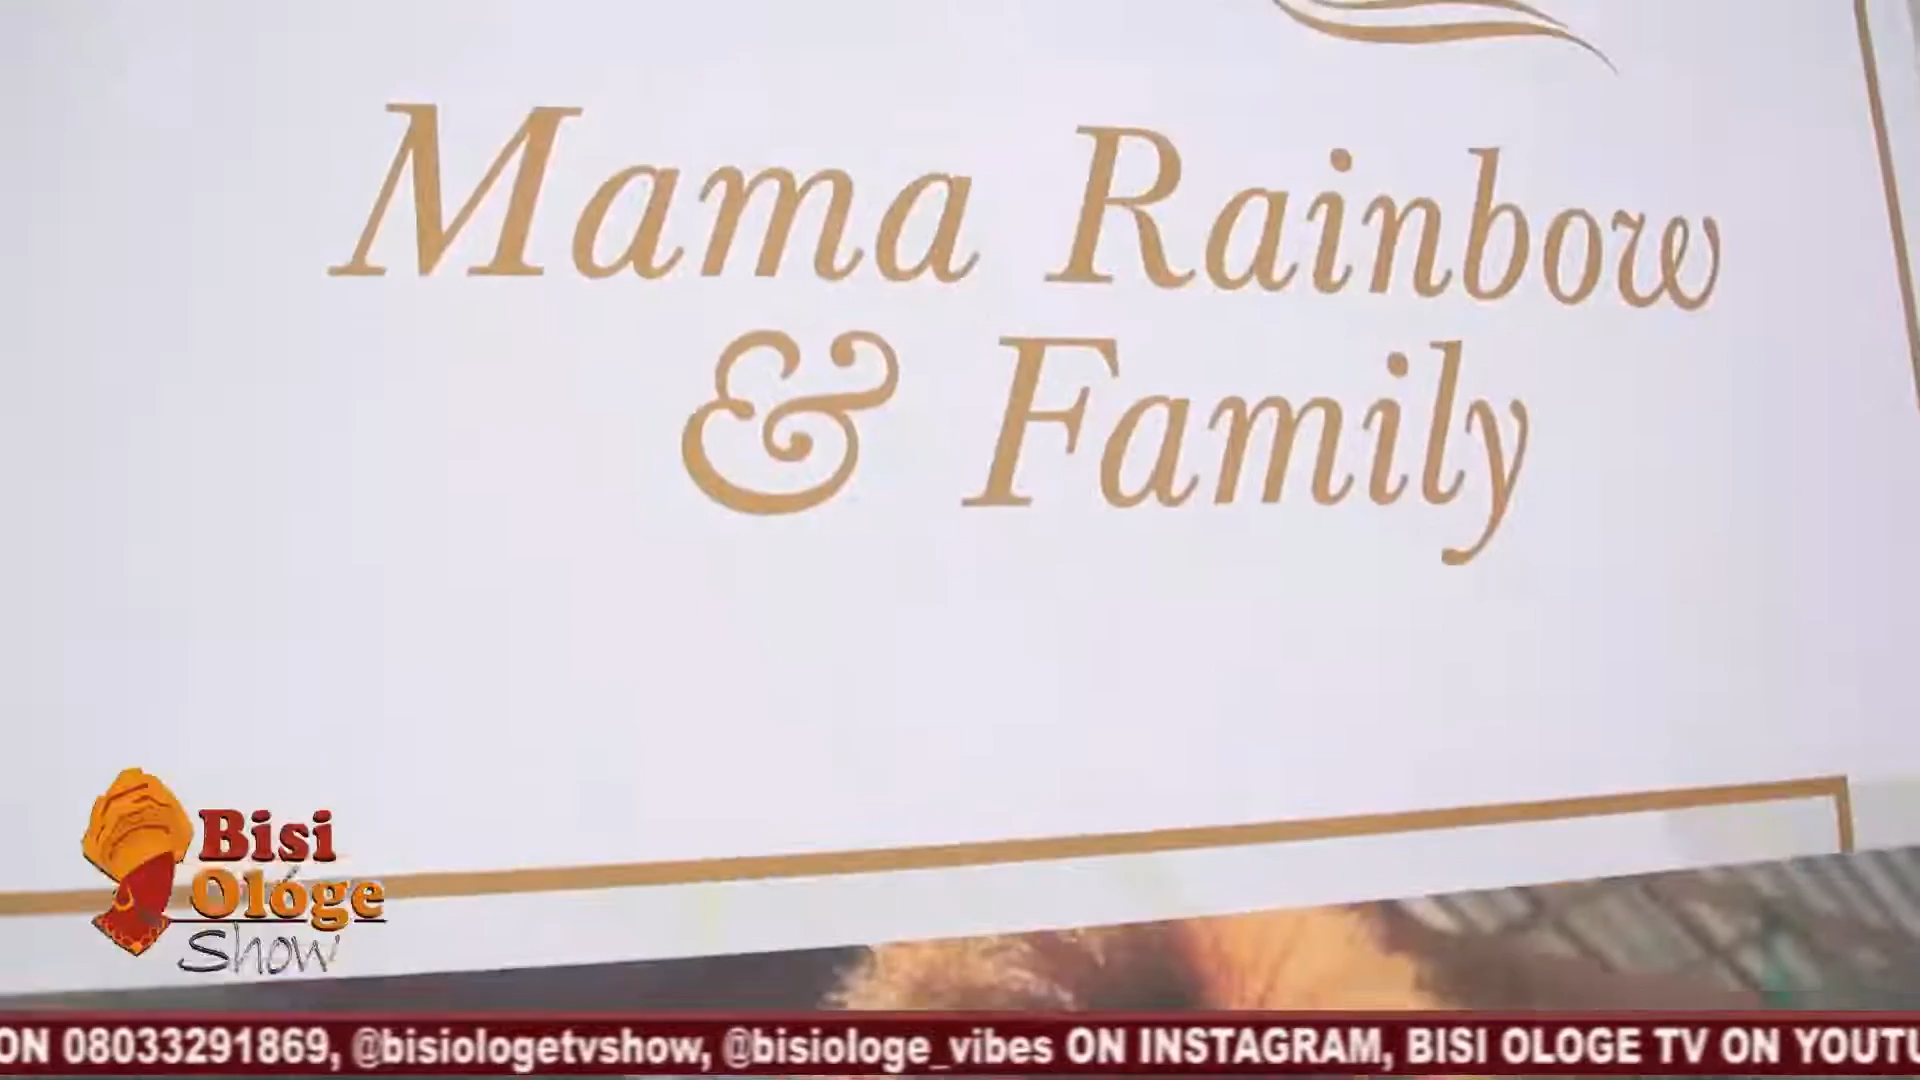 Mama Rainbow
& Family
Bisi
Ológe
Show
ON 08033291869, @bisiologetvshow, @bisiologe_vibes ON INSTAGRAM, BISI OLOGE TV ON YOUTU